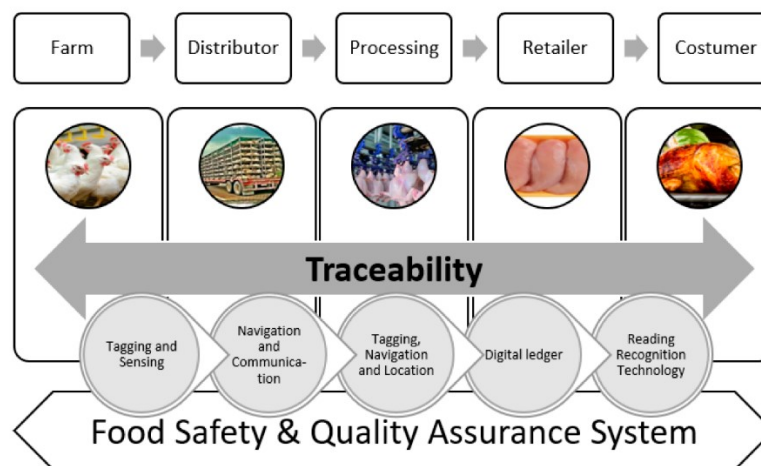 Farm
Distributor
Processing
Retailer
Costumer
Traceability
Tagging and
Sensing
Navigation
and
Communica-
tion
Tagging,
Navigation
and Location
Digital ledger
Reading
Recognition
Technology
Food Safety & Quality Assurance System